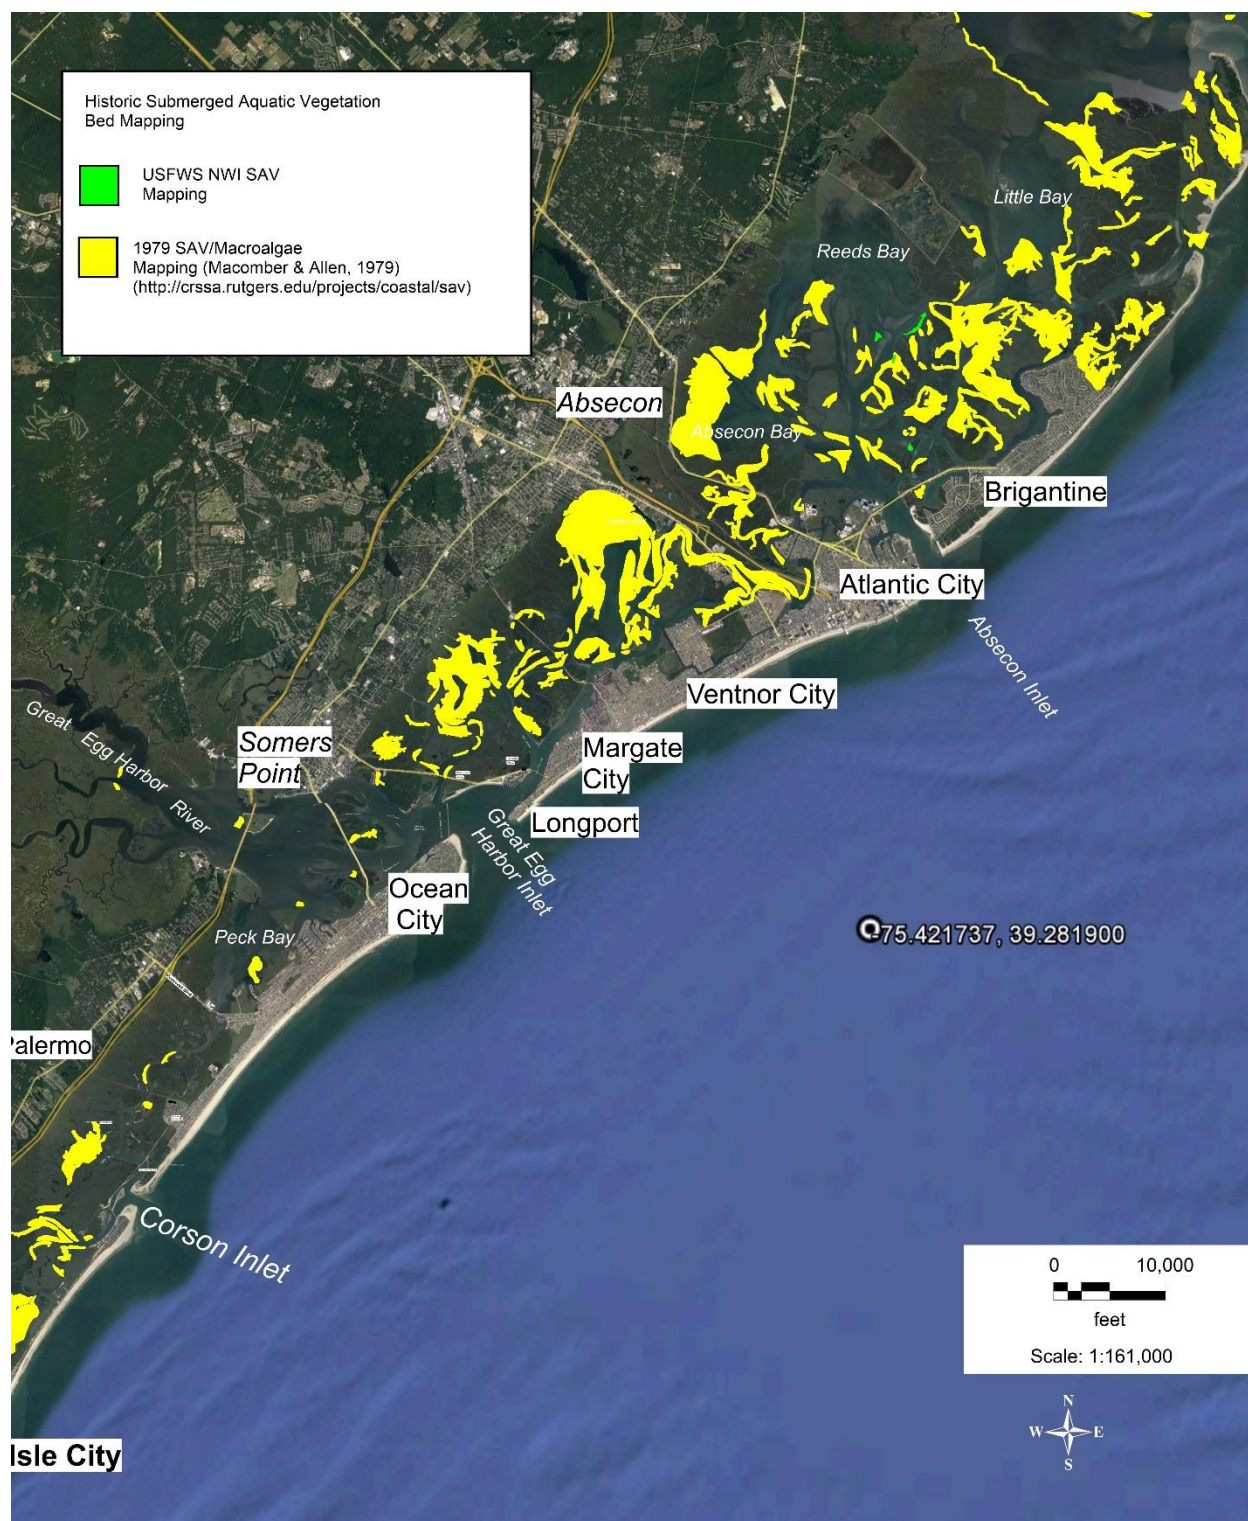 Historic Submerged Aquatic Vegetation
Bed Mapping
USFWS NWI SAV
Mapping
1979 SAV/Macroalgae
Mapping (Macomber & Allen, 1979)
(http://crssa.rutgers.edu/projects/coastal/sav)
Little Bay
Reeds Bay
Absecon
Absecon Bay
Brigantine
Atlantic City
Absecon Inlet
Ventnor City
Great Egg Harbor River
Somers
Point
Margate
City
Longport
Great Egg
Harbor Inlet
Ocean
City
Peck Bay
-75.421737, 39.281900
Palermo
Corson Inlet
0 10,000
feet
Scale: 1:161,000
N
W E
S
Isle City